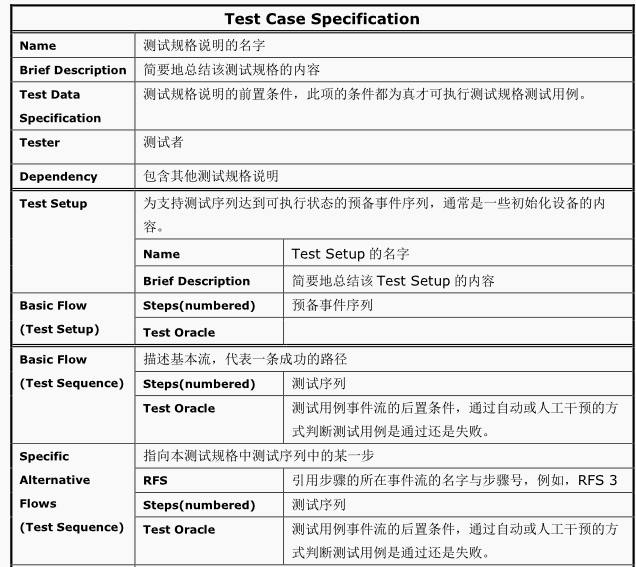 Test Case Specification
Name 测试规格说明的名字
Brief Description 简要地总结该测试规格的内容
Test Data 测试规格说明的前置条件，此项的条件都为真才可执行测试规格测试用例。
Specification
Tester 测试者
Dependency 包含其他测试规格说明
Test Setup 为支持测试序列达到可执行状态的预备事件序列，通常是一些初始化设备的内
容。
Name Test Setup 的名字
Brief Description 简要地总结该 Test Setup 的内容
Basic Flow Steps(numbered) 预备事件序列
(Test Setup) Test Oracle
Basic Flow 描述基本流，代表一条成功的路径
(Test Sequence) Steps(numbered) 测试序列
Test Oracle 测试用例事件流的后置条件，通过自动或人工干预的方
式判断测试用例是通过还是失败。
Specific 指向本测试规格中测试序列中的某一步
Alternative RFS 引用步骤的所在事件流的名字与步骤号，例如，RFS 3
Flows Steps(numbered) 测试序列
(Test Sequence) Test Oracle 测试用例事件流的后置条件，通过自动或人工干预的方
式判断测试用例是通过还是失败。